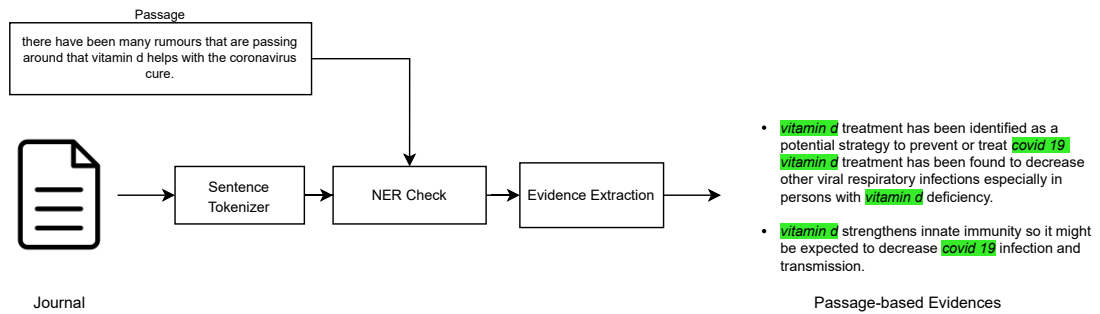 Passage
there have been many rumours that are passing
around that vitamin d helps with the coronavirus
cure.
Sentence
Tokenizer
NER Check
Evidence Extraction
• vitamin d treatment has been identified as a
potential strategy to prevent or treat covid 19
vitamin d treatment has been found to decrease
other viral respiratory infections especially in
persons with vitamin d deficiency.
• vitamin d strengthens innate immunity so it might
be expected to decrease covid 19 infection and
transmission.
Journal
Passage-based Evidences